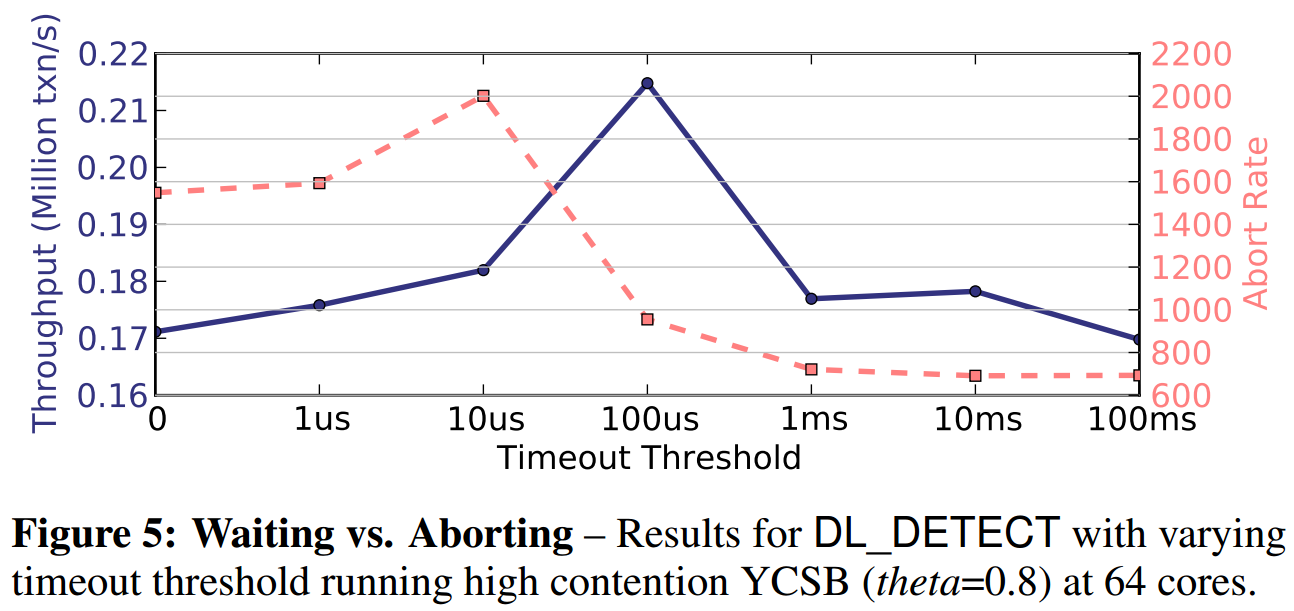 Throughput (Million txn/s)
0.22
0.21
0.20
0.19
0.18
0.17
0.16
2200
2000
1800
1600
1400
1200
1000
800
600
Abort Rate
0 1us 10us 100us 1ms 10ms 100ms
Timeout Threshold
Figure 5: Waiting vs. Aborting – Results for DL_DETECT with varying
timeout threshold running high contention YCSB (theta=0.8) at 64 cores.